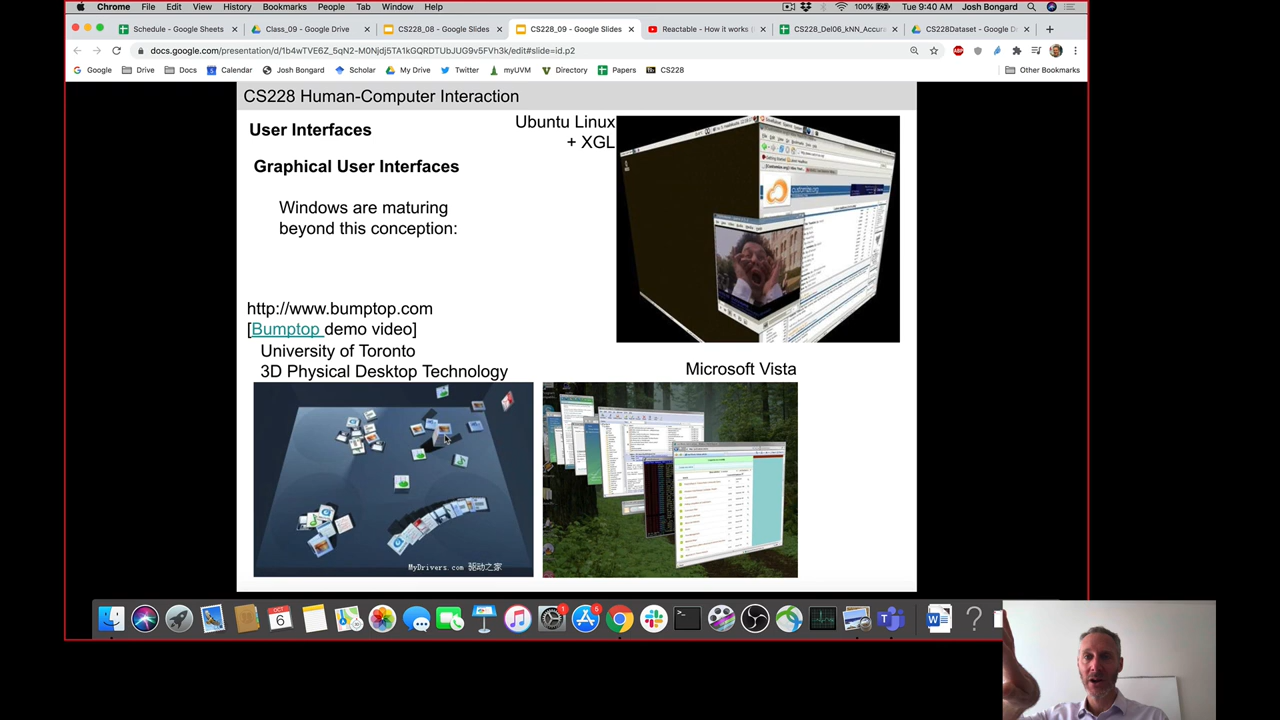 Chrome File Edit View History Bookmarks People Tab Window Help 100% Tue 9:40 AM Josh Bongard
Schedule - Google Sheets
Class_09 - Google Drive
CS228_08 - Google Slides
CS228_09 - Google Slides
Reactable - How it works
CS228_Del06_kNN_Accura
CS228Dataset - Google D
docs.google.com/presentation/d/1b4wTVE6Z_5qN2-M0Njdj5TA1kGQRDTUbJUG9v5FVh3k/edit#slide=id.p2
Google Drive Docs Calendar Josh Bongard Scholar My Drive Twitter myUVM Directory Papers CS228 Other Bookmarks
CS228 Human-Computer Interaction
User Interfaces
Ubuntu Linux
+ XGL
Graphical User Interfaces
Windows are maturing
beyond this conception:
http://www.bumptop.com
[Bumptop demo video]
University of Toronto
3D Physical Desktop Technology
Microsoft Vista
MyDrivers.com 驱动之家
OCT
6